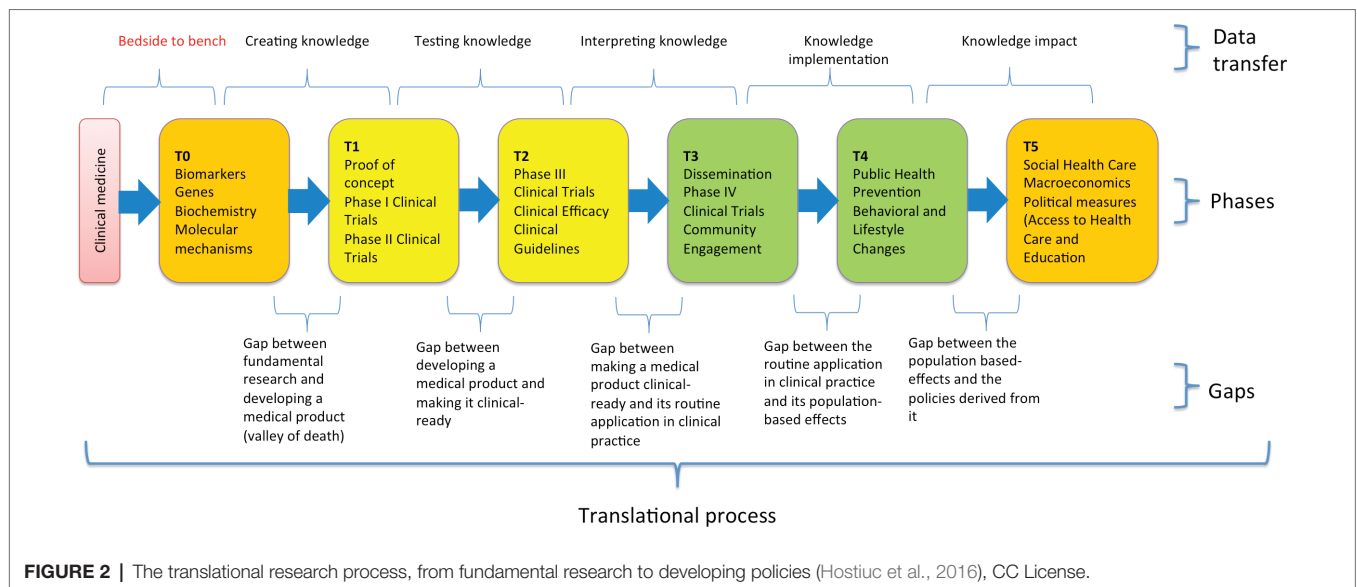 Bedside to bench
Creating knowledge
Testing knowledge
Interpreting knowledge
Knowledge
implementation
Knowledge impact
Data
transfer
Clinical medicine
T0
Biomarkers
Genes
Biochemistry
Molecular
mechanisms
T1
Proof of
concept
Phase I Clinical
Trials
Phase II Clinical
Trials
T2
Phase III
Clinical Trials
Clinical Efficacy
Clinical
Guidelines
T3
Dissemination
Phase IV
Clinical Trials
Community
Engagement
T4
Public Health
Prevention
Behavioral and
Lifestyle
Changes
T5
Social Health Care
Macroeconomics
Political measures
(Access to Health
Care and
Education
Phases
Gap between
fundamental
research and
developing a
medical product
(valley of death)
Gap between
developing a
medical product and
making it clinical-
ready
Gap between
making a medical
product clinical-
ready and its routine
application in clinical
practice
Gap between the
routine application
in clinical practice
and its population-
based effects
Gap between the
population based-
effects and the
policies derived from
it
Gaps
Translational process
FIGURE 2 | The translational research process, from fundamental research to developing policies (Hostiuc et al., 2016), CC License.